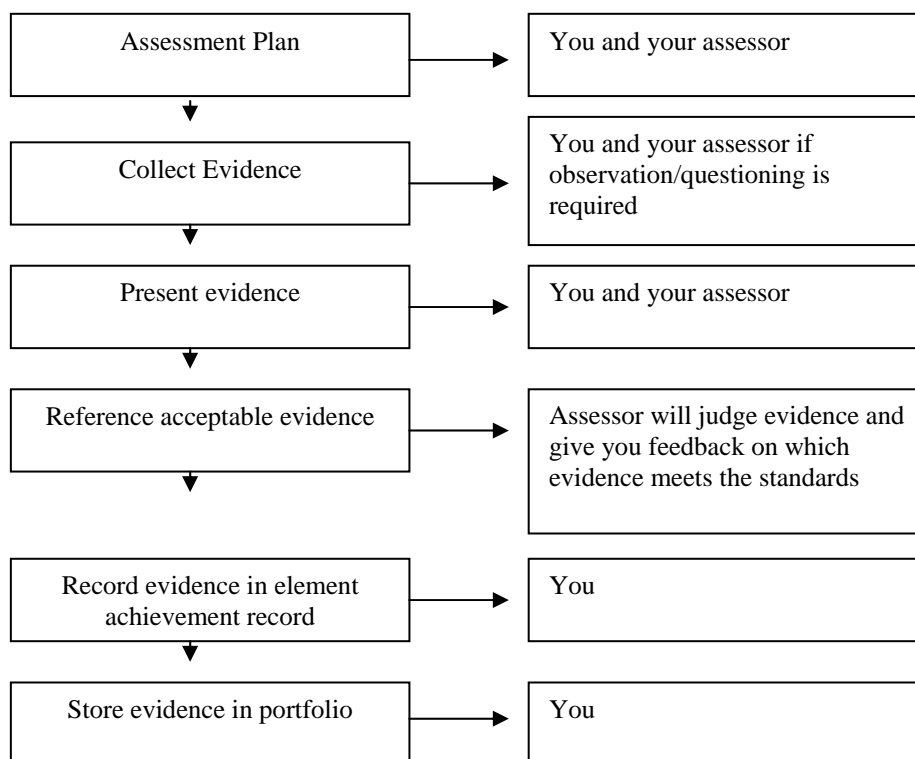 Assessment Plan
You and your assessor
Collect Evidence
You and your assessor if
observation/questioning is
required
Present evidence
You and your assessor
Reference acceptable evidence
Assessor will judge evidence and
give you feedback on which
evidence meets the standards
Record evidence in element
achievement record
You
Store evidence in portfolio
You